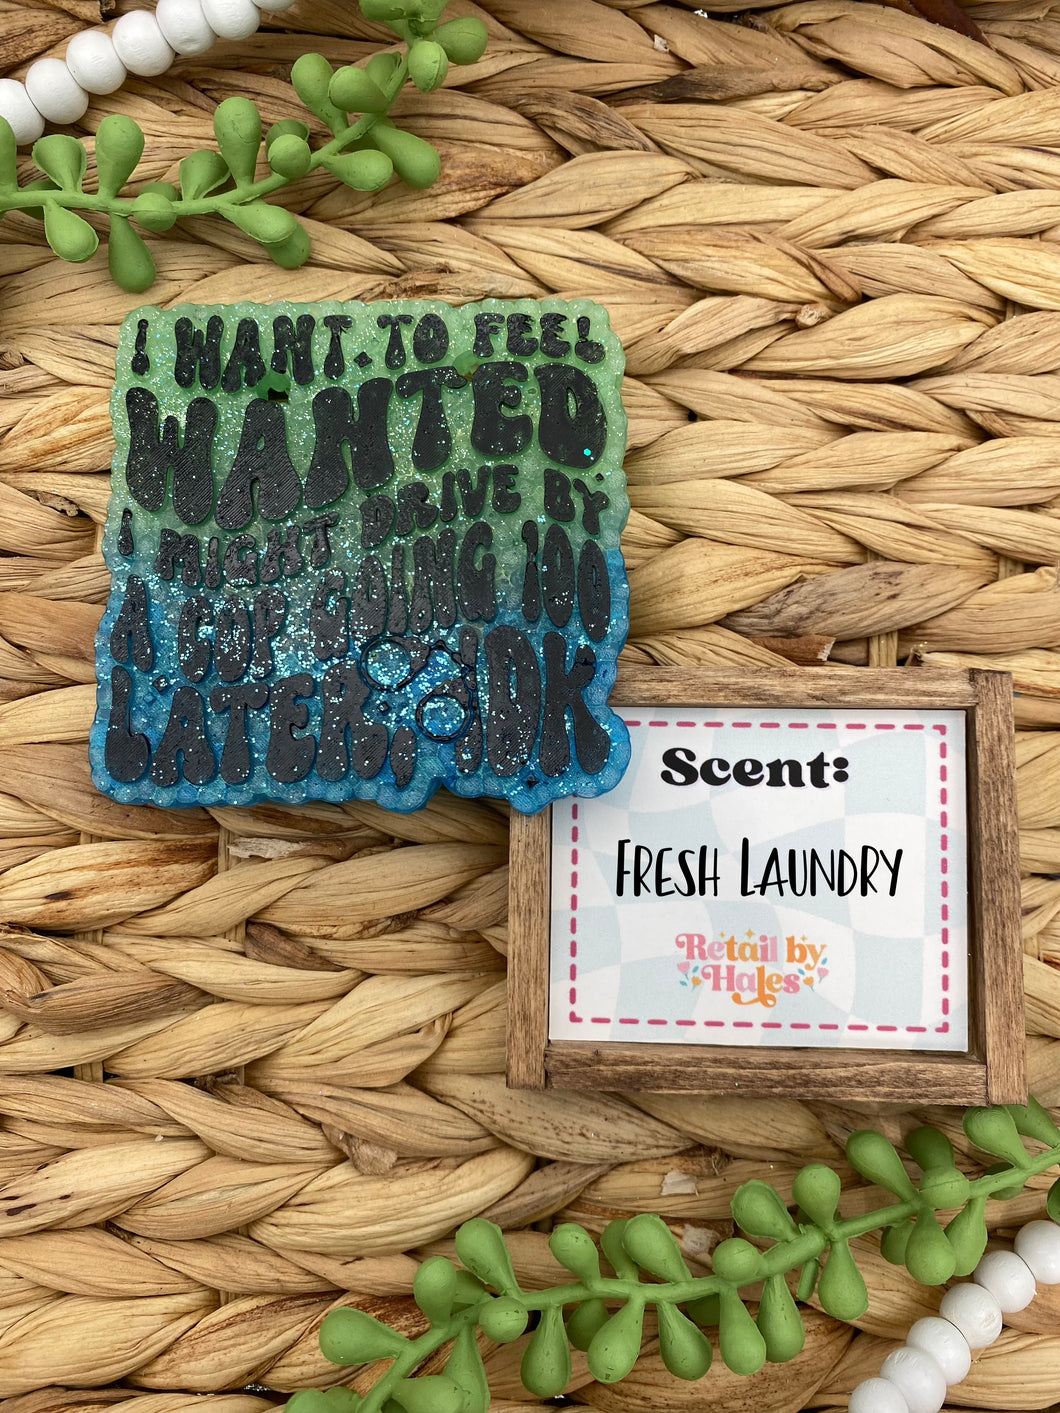 I WANT TO FEEL
WANTED
I MIGHT DRIVE BY
A COP GOING 100
LATER, IDK
Scent:
FRESH LAUNDRY
Retail by
Hales